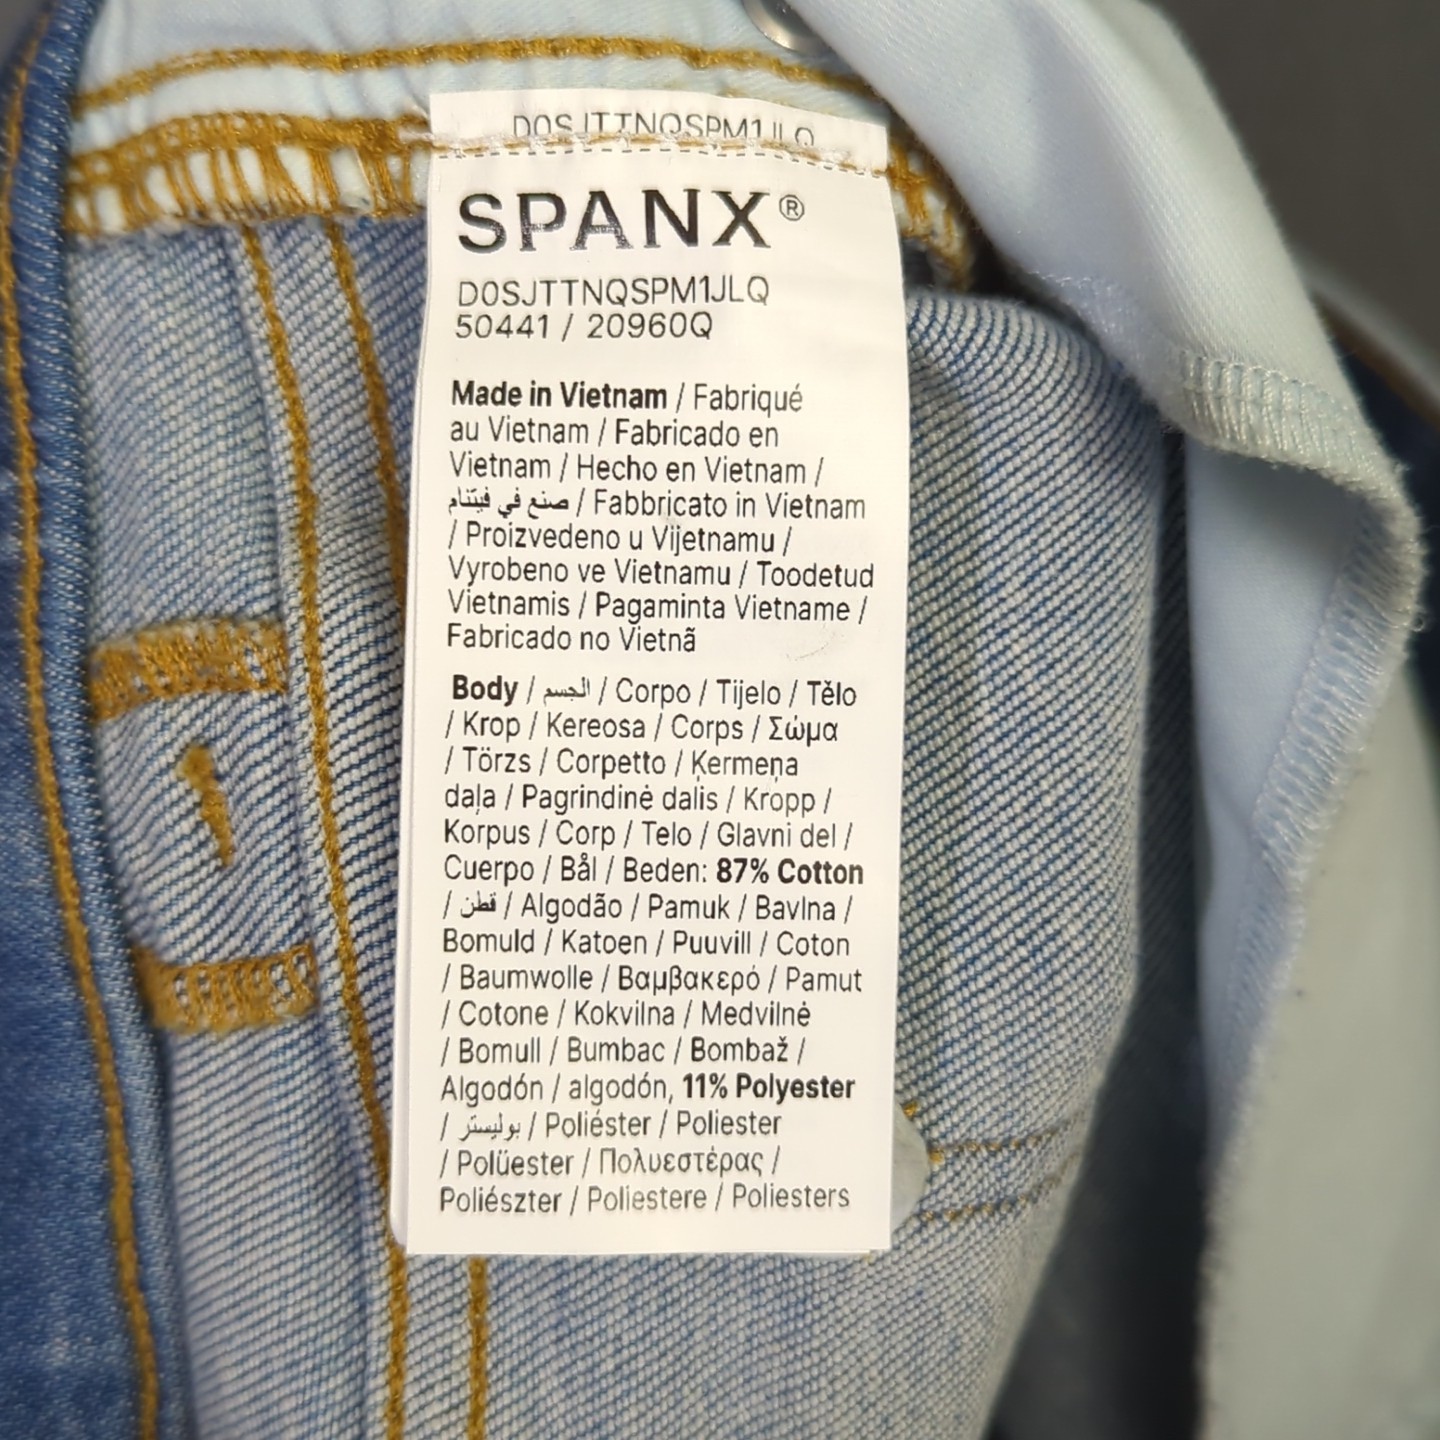 D0SJTTNQSPM1JLQ
SPANX®
D0SJTTNQSPM1JLQ
50441 / 20960Q
Made in Vietnam / Fabriqué
au Vietnam / Fabricado en
Vietnam / Hecho en Vietnam /
صنع في فيتنام / Fabbricato in Vietnam
/ Proizvedeno u Vijetnamu /
Vyrobeno ve Vietnamu / Toodetud
Vietnamis / Pagaminta Vietname /
Fabricado no Vietnã
Body / الجسم / Corpo / Tijelo / Tělo
/ Krop / Kereosa / Corps / Σώμα
/ Törzs / Corpetto / Ķermeņa
daļa / Pagrindinė dalis / Kropp /
Korpus / Corp / Telo / Glavni del /
Cuerpo / Bål / Beden: 87% Cotton
/ قطن / Algodão / Pamuk / Bavlna /
Bomuld / Katoen / Puuvill / Coton
/ Baumwolle / Βαμβακερό / Pamut
/ Cotone / Kokvilna / Medvilnė
/ Bomull / Bumbac / Bombaž /
Algodón / algodón, 11% Polyester
/ بوليستر / Poliéster / Poliester
/ Polüester / Πολυεστέρας /
Poliészter / Poliestere / Poliesters